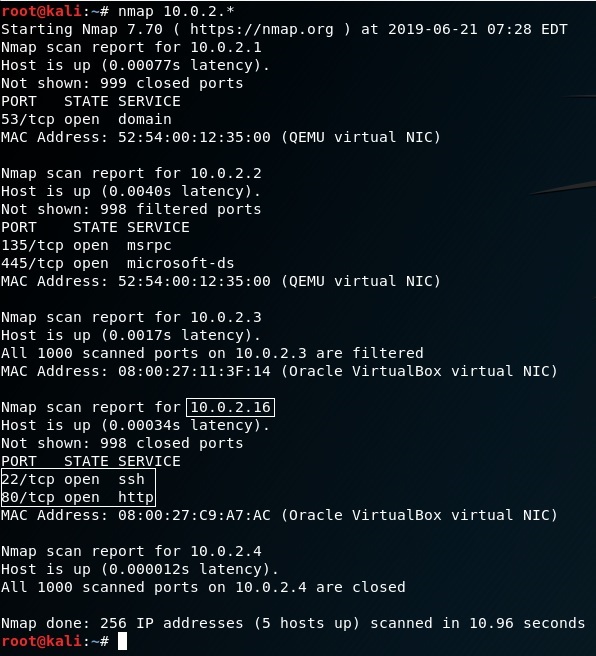 root@kali:~# nmap 10.0.2.*
Starting Nmap 7.70 ( https://nmap.org ) at 2019-06-21 07:28 EDT
Nmap scan report for 10.0.2.1
Host is up (0.00077s latency).
Not shown: 999 closed ports
PORT   STATE SERVICE
53/tcp open  domain
MAC Address: 52:54:00:12:35:00 (QEMU virtual NIC)

Nmap scan report for 10.0.2.2
Host is up (0.0040s latency).
Not shown: 998 filtered ports
PORT    STATE SERVICE
135/tcp open  msrpc
445/tcp open  microsoft-ds
MAC Address: 52:54:00:12:35:00 (QEMU virtual NIC)

Nmap scan report for 10.0.2.3
Host is up (0.0017s latency).
All 1000 scanned ports on 10.0.2.3 are filtered
MAC Address: 08:00:27:11:3F:14 (Oracle VirtualBox virtual NIC)

Nmap scan report for 10.0.2.16
Host is up (0.00034s latency).
Not shown: 998 closed ports
PORT   STATE SERVICE
22/tcp open  ssh
80/tcp open  http
MAC Address: 08:00:27:C9:A7:AC (Oracle VirtualBox virtual NIC)

Nmap scan report for 10.0.2.4
Host is up (0.000012s latency).
All 1000 scanned ports on 10.0.2.4 are closed

Nmap done: 256 IP addresses (5 hosts up) scanned in 10.96 seconds
root@kali:~#